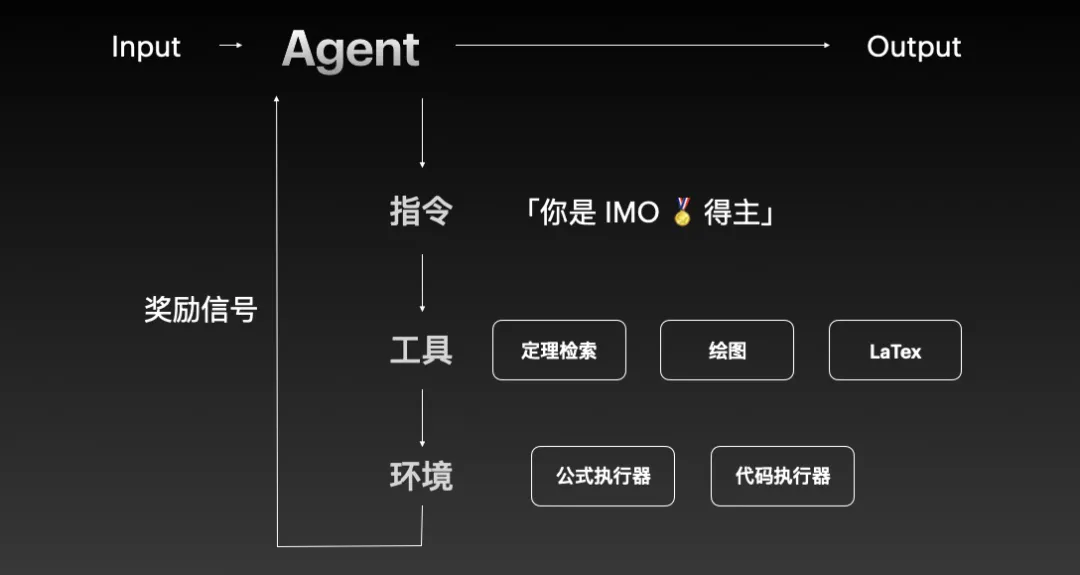 Input
Agent
Output
指令
「你是 IMO 🏅 得主」
奖励信号
工具
定理检索
绘图
LaTex
环境
公式执行器
代码执行器